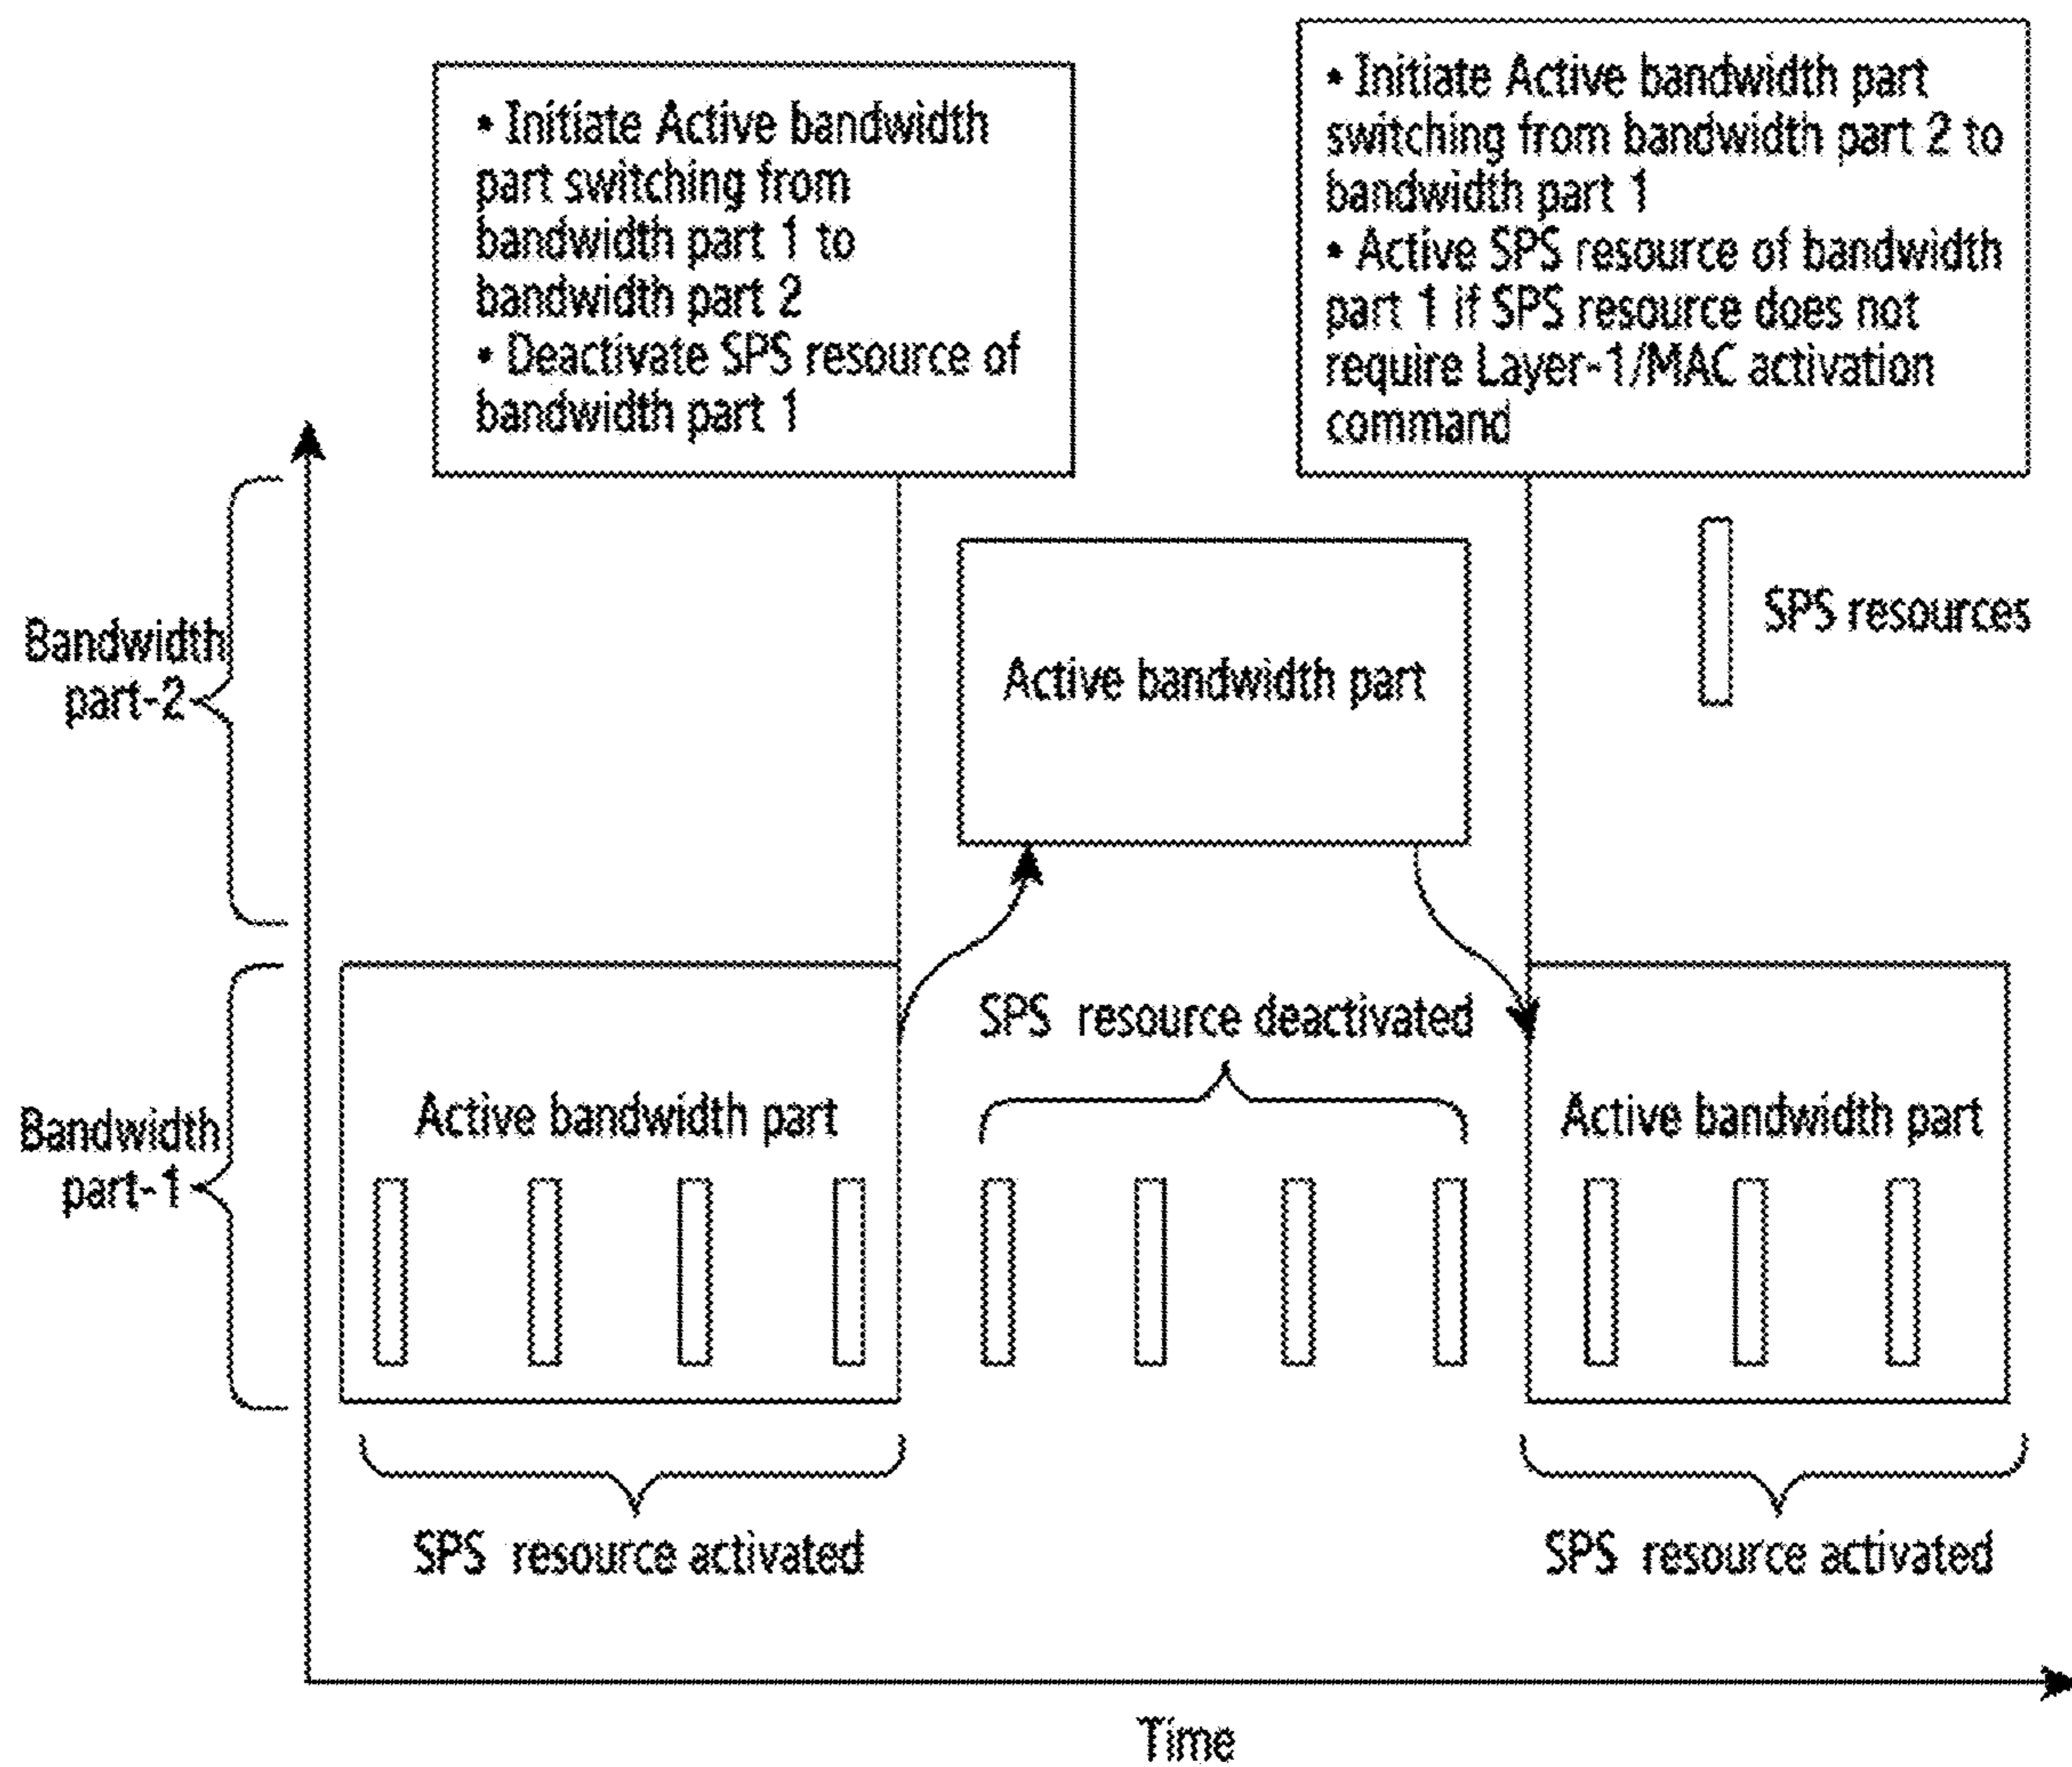 • Initiate Active bandwidth
part switching from
bandwidth part 1 to
bandwidth part 2
• Deactivate SPS resource of
bandwidth part 1
• Initiate Active bandwidth part
switching from bandwidth part 2 to
bandwidth part 1
• Active SPS resource of bandwidth
part 1 if SPS resource does not
require Layer-1/MAC activation
command
SPS resources
Bandwidth
part-2
Active bandwidth part
SPS resource deactivated
Bandwidth
part-1
Active bandwidth part
Active bandwidth part
SPS resource activated
SPS resource activated
Time